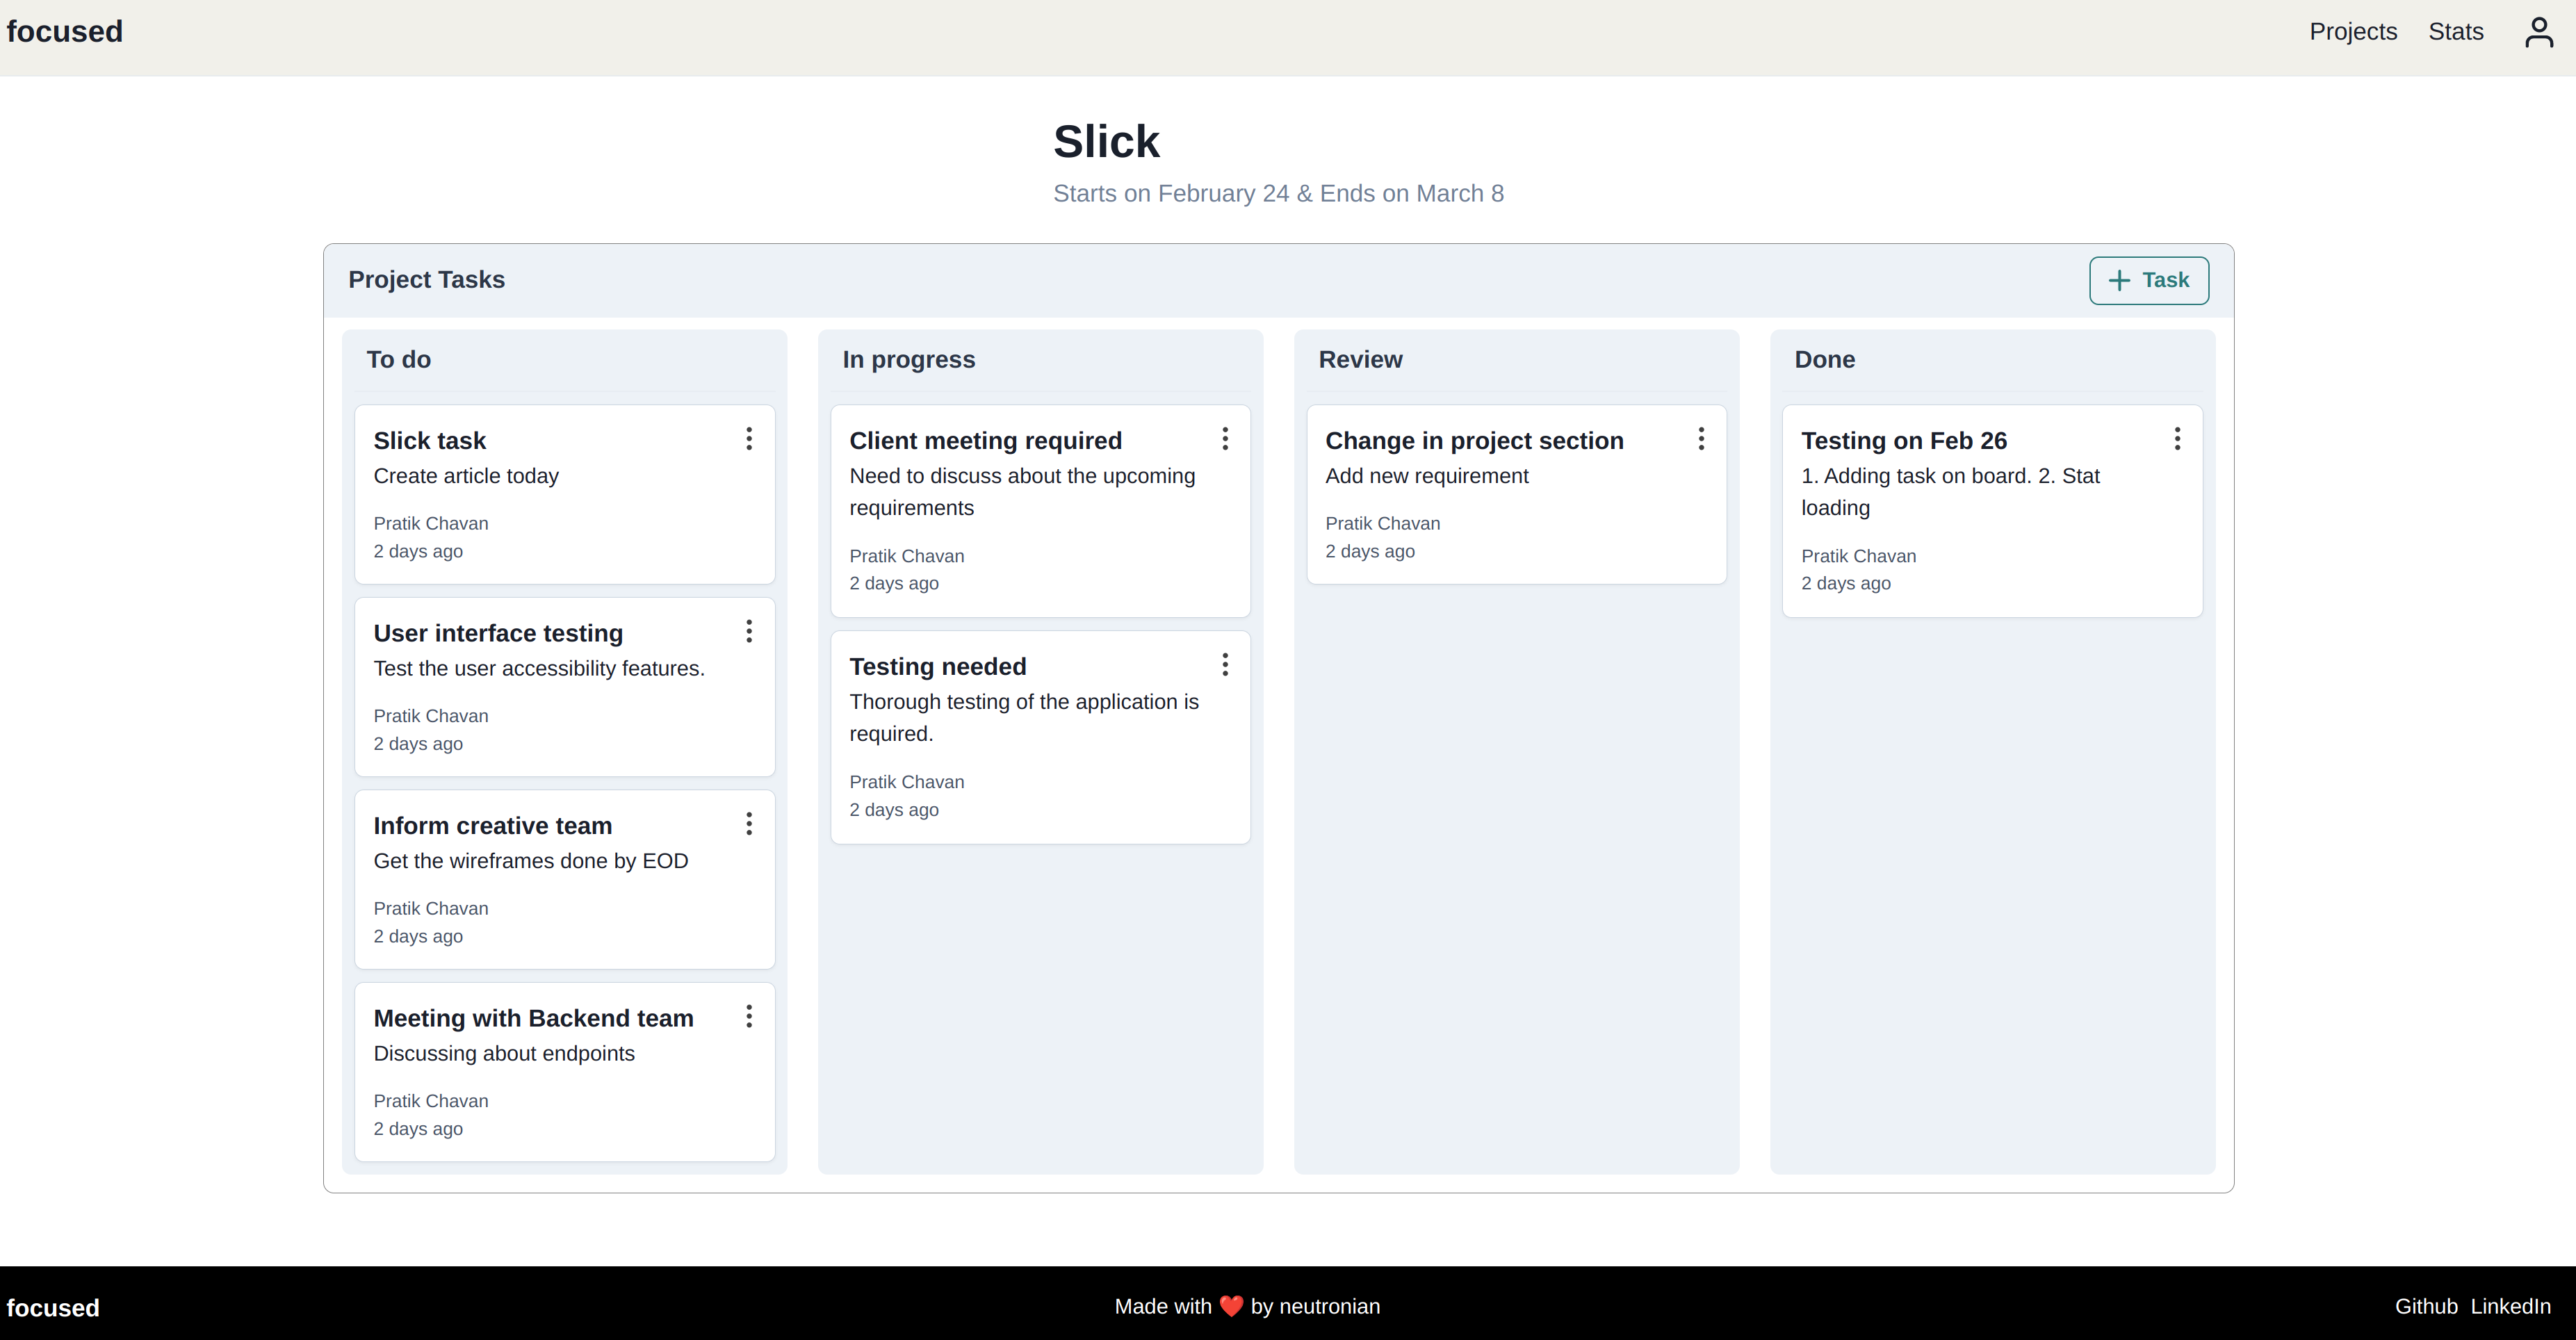 focused
Projects
Stats
Slick
Starts on February 24 & Ends on March 8
Project Tasks
Task
To do
Slick task
Create article today
Pratik Chavan
2 days ago
User interface testing
Test the user accessibility features.
Pratik Chavan
2 days ago
Inform creative team
Get the wireframes done by EOD
Pratik Chavan
2 days ago
Meeting with Backend team
Discussing about endpoints
Pratik Chavan
2 days ago
In progress
Client meeting required
Need to discuss about the upcoming
requirements
Pratik Chavan
2 days ago
Testing needed
Thorough testing of the application is
required.
Pratik Chavan
2 days ago
Review
Change in project section
Add new requirement
Pratik Chavan
2 days ago
Done
Testing on Feb 26
1. Adding task on board. 2. Stat
loading
Pratik Chavan
2 days ago
focused
Made with ❤️ by neutronian
Github
LinkedIn